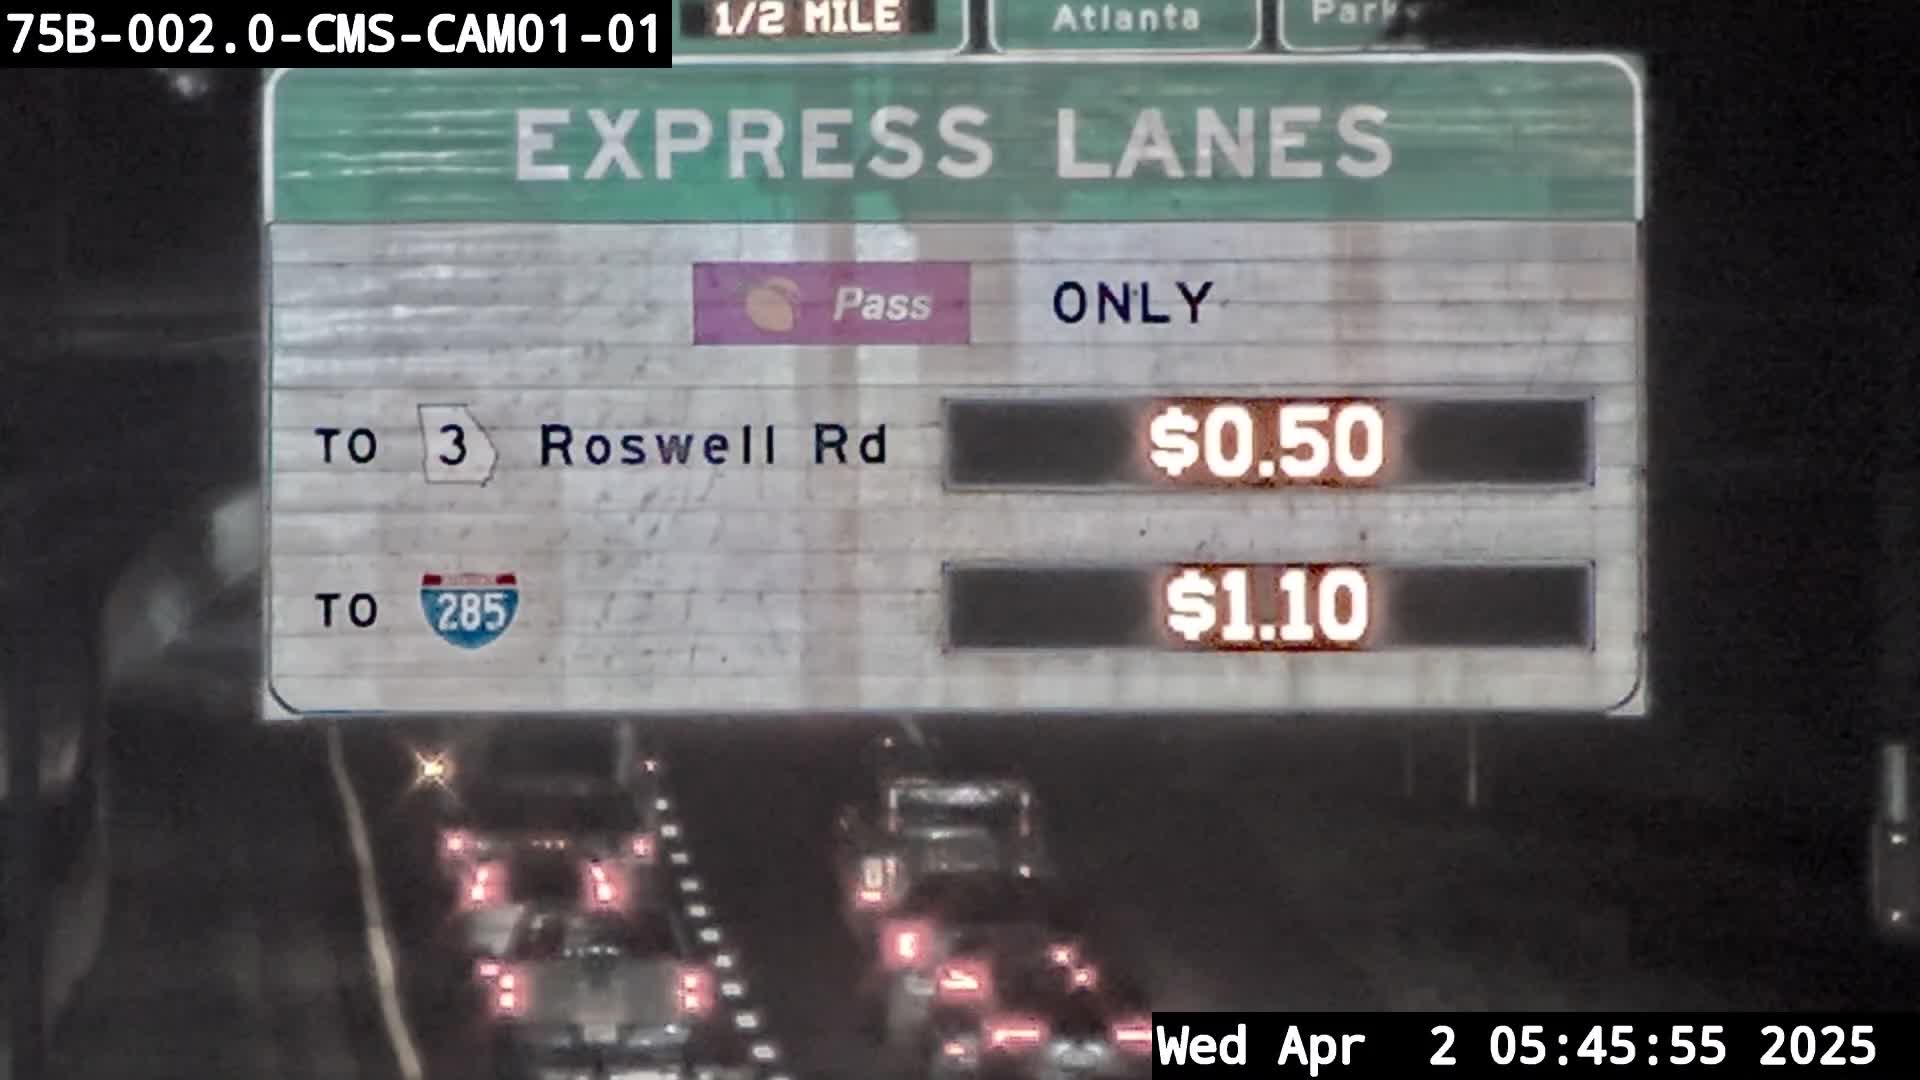 75B-002.0-CMS-CAM01-01
1/2 MILE
Atlanta
EXPRESS LANES
Pass ONLY
TO 3 Roswell Rd $0.50
TO 285 $1.10
Wed Apr 2 05:45:55 2025